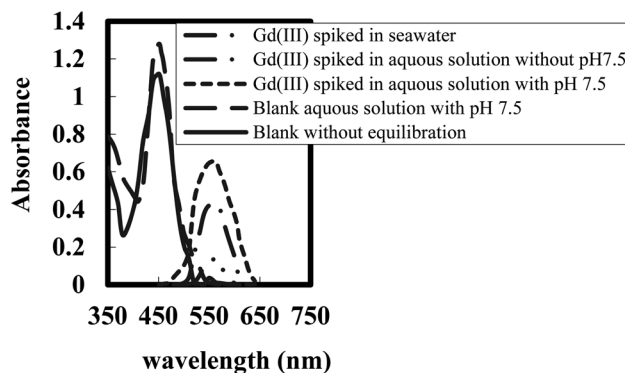 1.4
Gd(III) spiked in seawater
1.2
Gd(III) spiked in aqueous solution without pH7.5
1
Gd(III) spiked in aqueous solution with pH 7.5
0.8
Blank aquous solution with pH 7.5
0.6
Blank without equilibration
0.4
0.2
0
Absorbance
350 450 550 650 750
wavelength (nm)